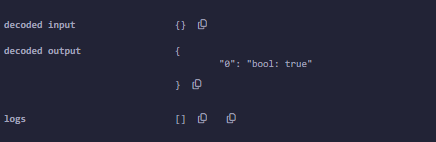 decoded input {}
decoded output {
"0": "bool: true"
}
logs []